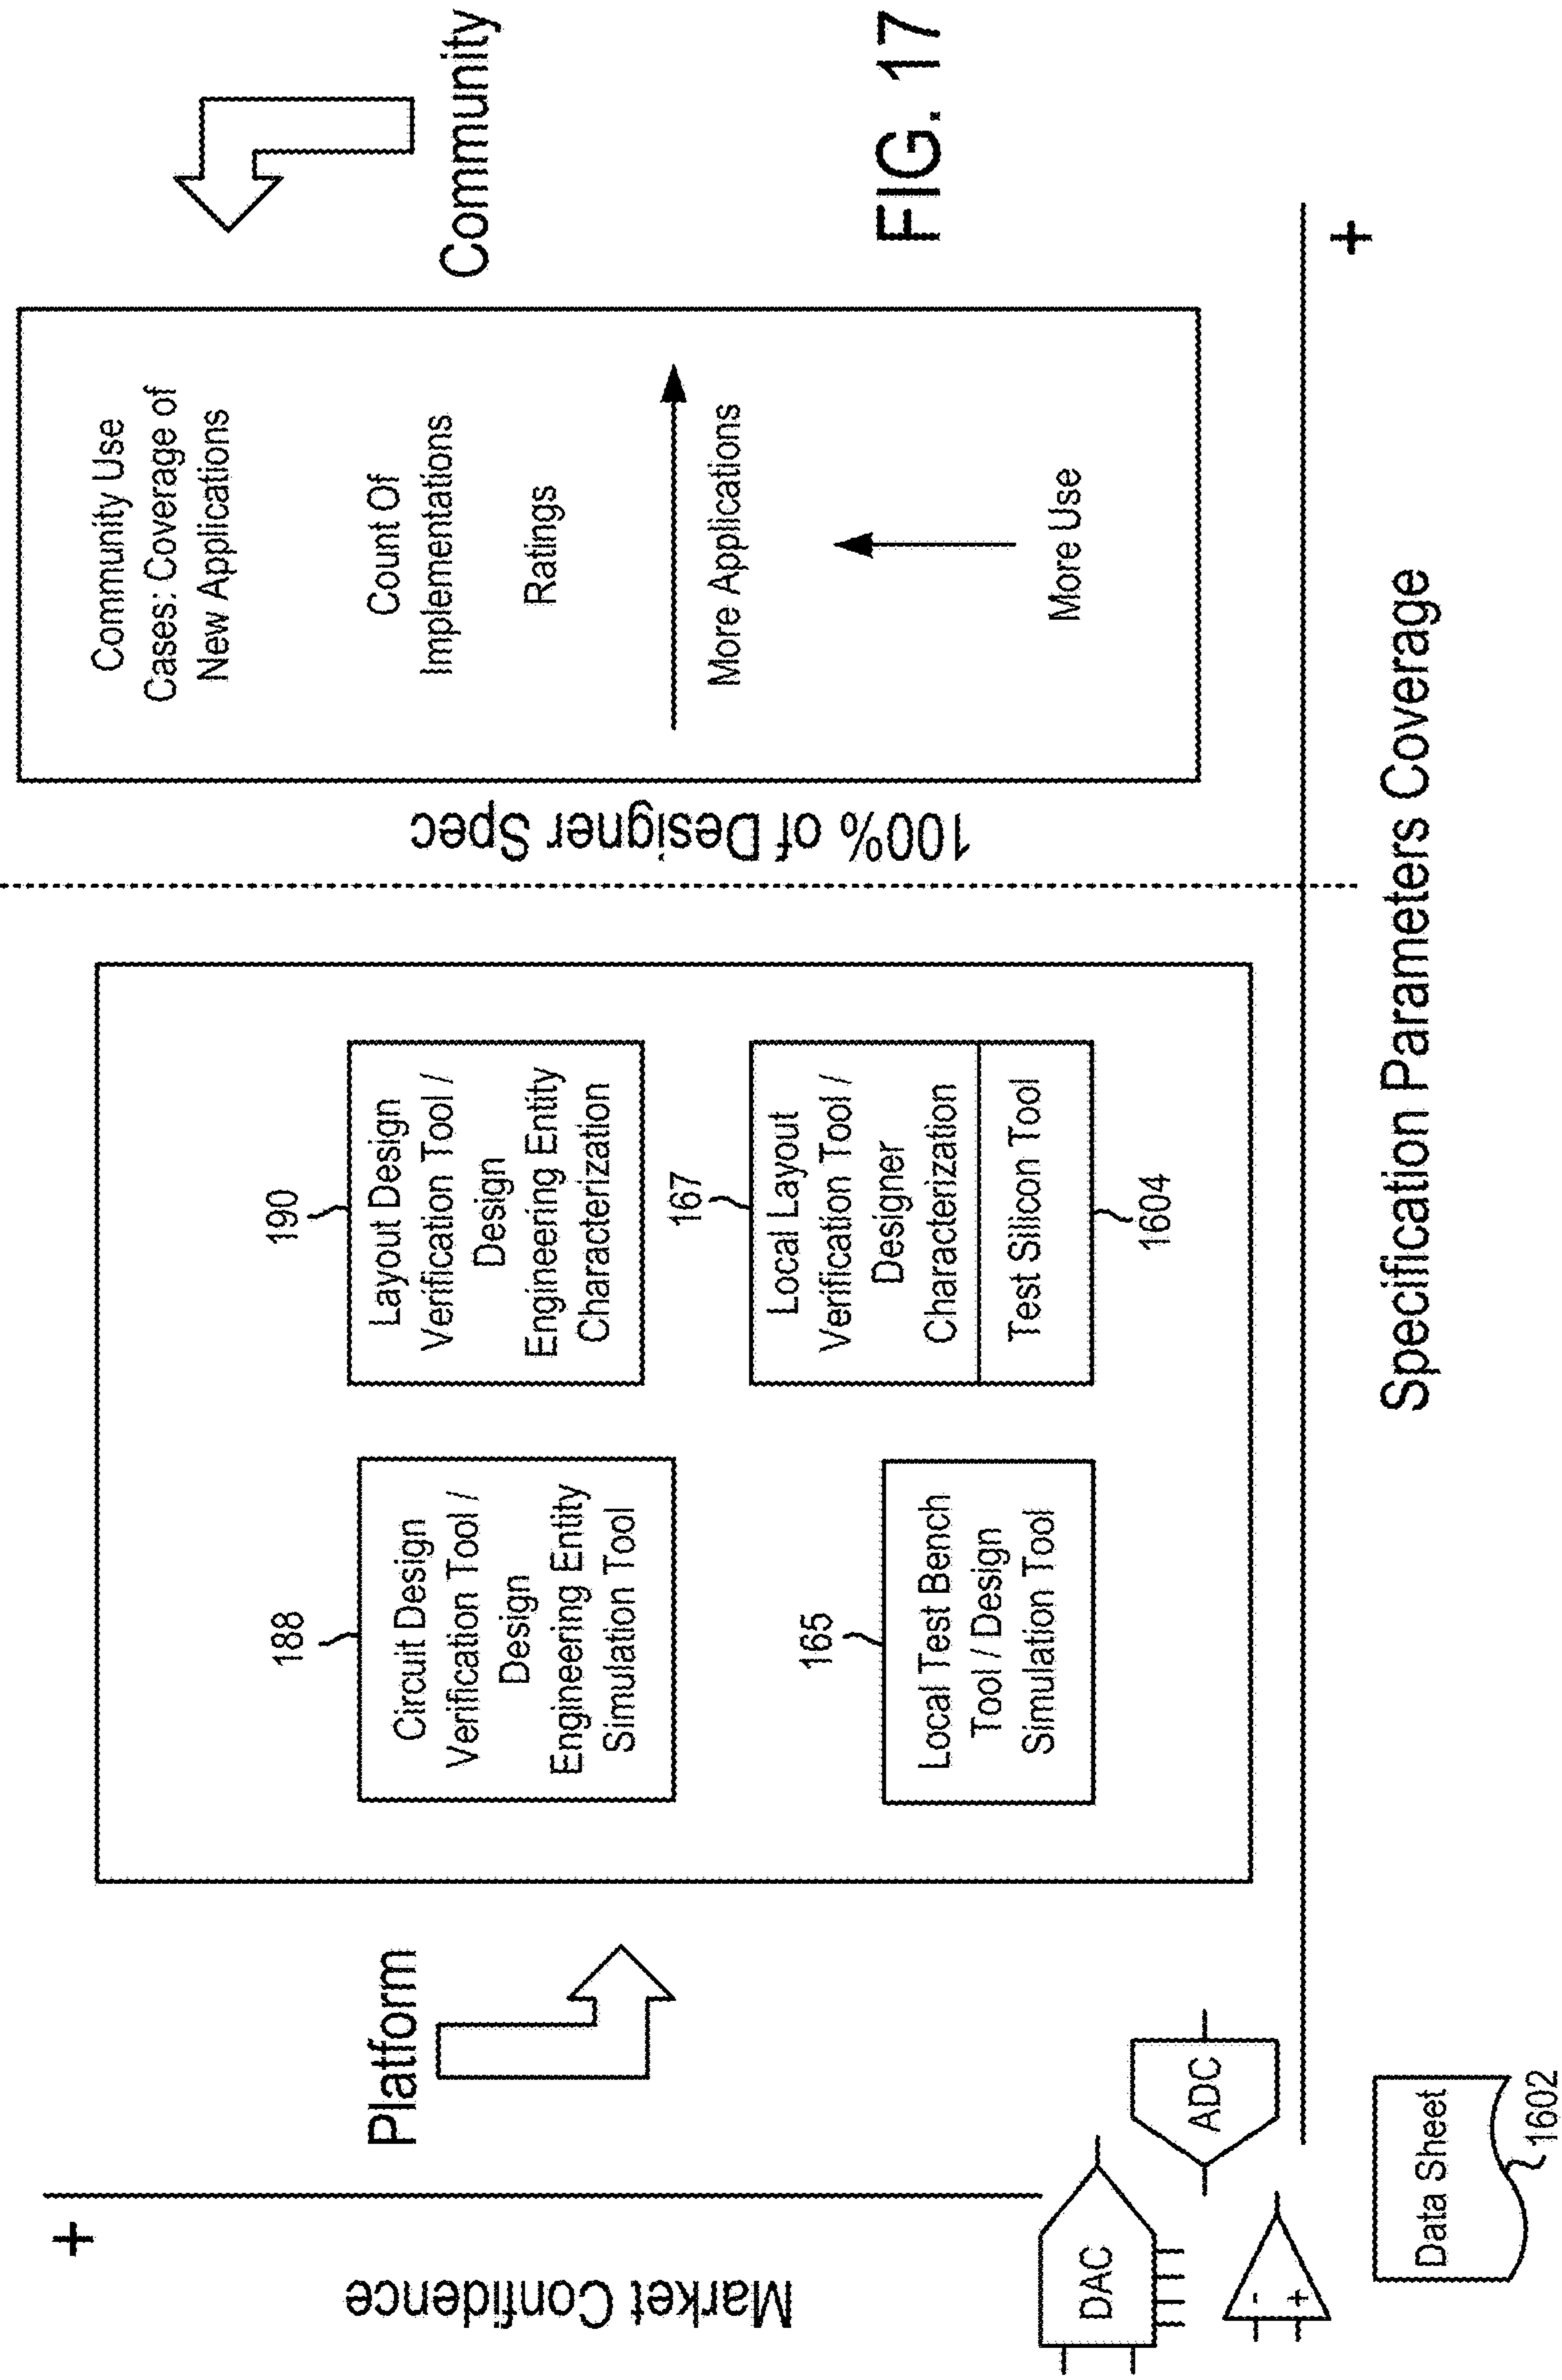 +
Market Confidence
Platform
188
Circuit Design
Verification Tool /
Design
Engineering Entity
Simulation Tool
190
Layout Design
Verification Tool /
Design
Engineering Entity
Characterization
165
Local Test Bench
Tool / Design
Simulation Tool
167
Local Layout
Verification Tool /
Designer
Characterization
Test Silicon Tool
1604
100% of Designer Spec
Community Use
Cases: Coverage of
New Applications
Count Of
Implementations
Ratings
More Applications
More Use
Community
DAC
ADC
-
+
Data Sheet
1602
Specification Parameters Coverage
+
FIG. 17